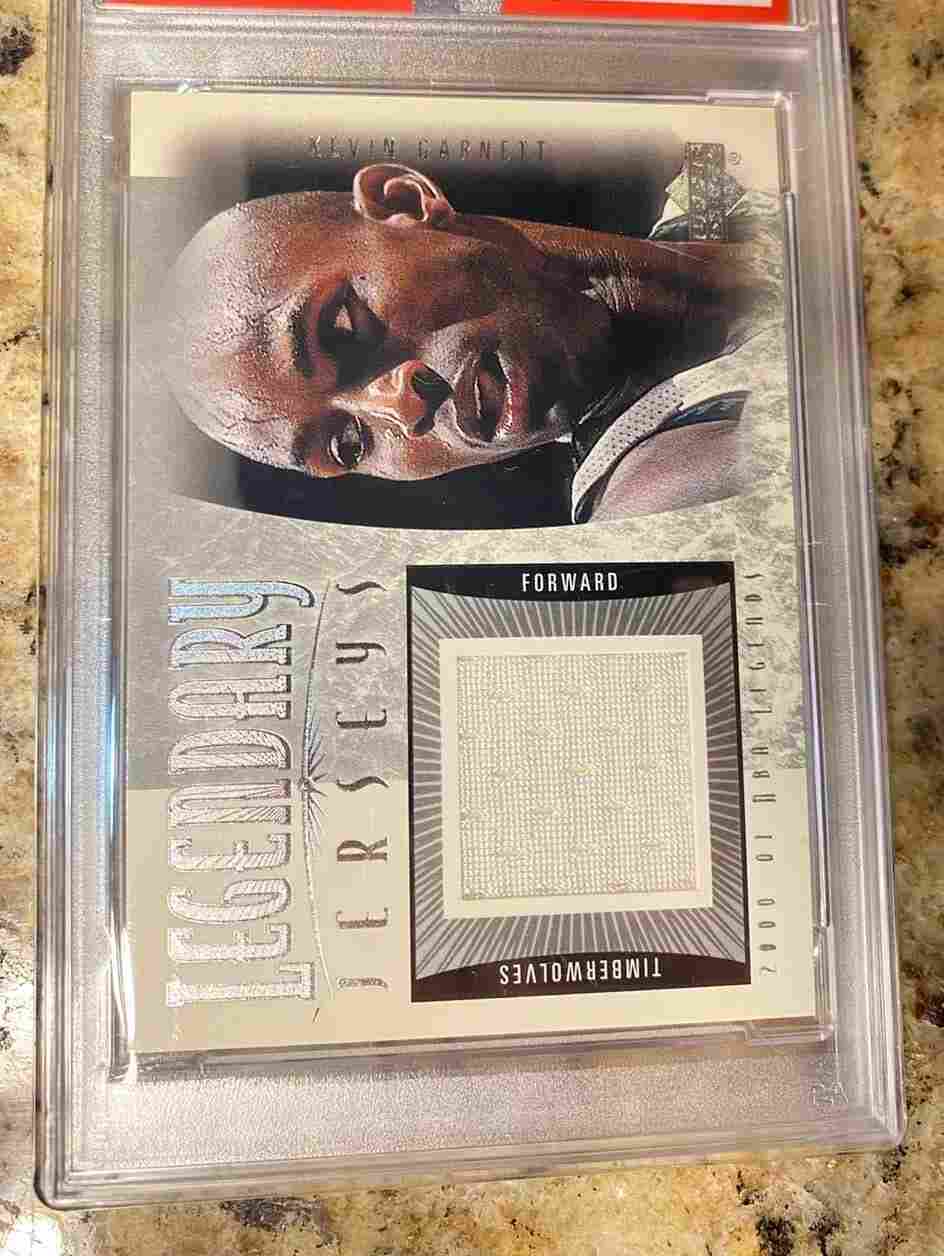 KEVIN GARNETT
LEGENDARY
JERSEYS
FORWARD
TIMBERWOLVES
2000 01 NBA LEGENDS